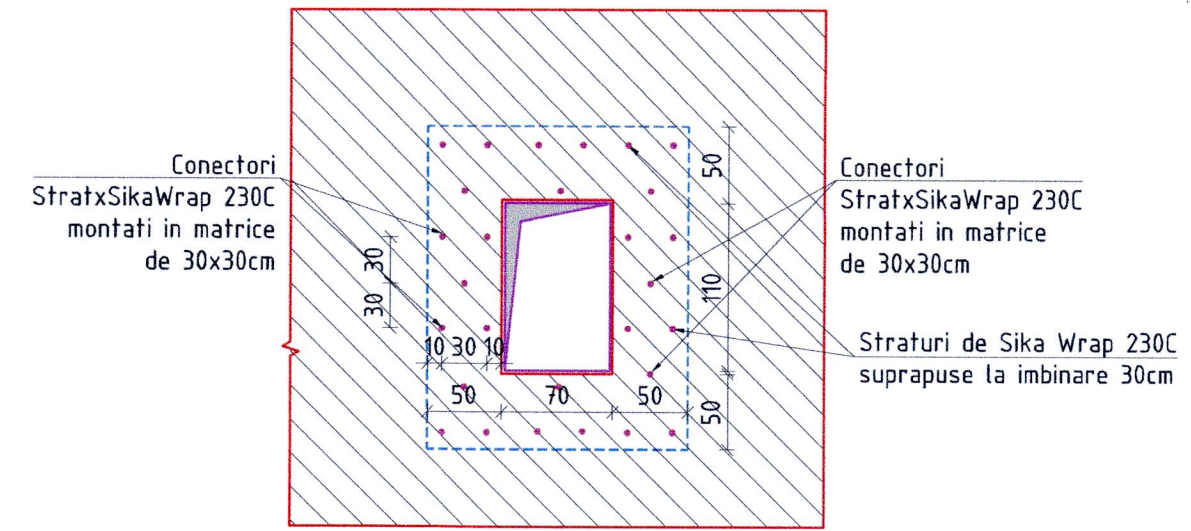 Conectori
StratxSikaWrap 230C
montati in matrice
de 30x30cm
Conectori
StratxSikaWrap 230C
montati in matrice
de 30x30cm
Straturi de Sika Wrap 230C
suprapuse la imbinare 30cm
30
30
10 30 10
50 70 50
50
110
50